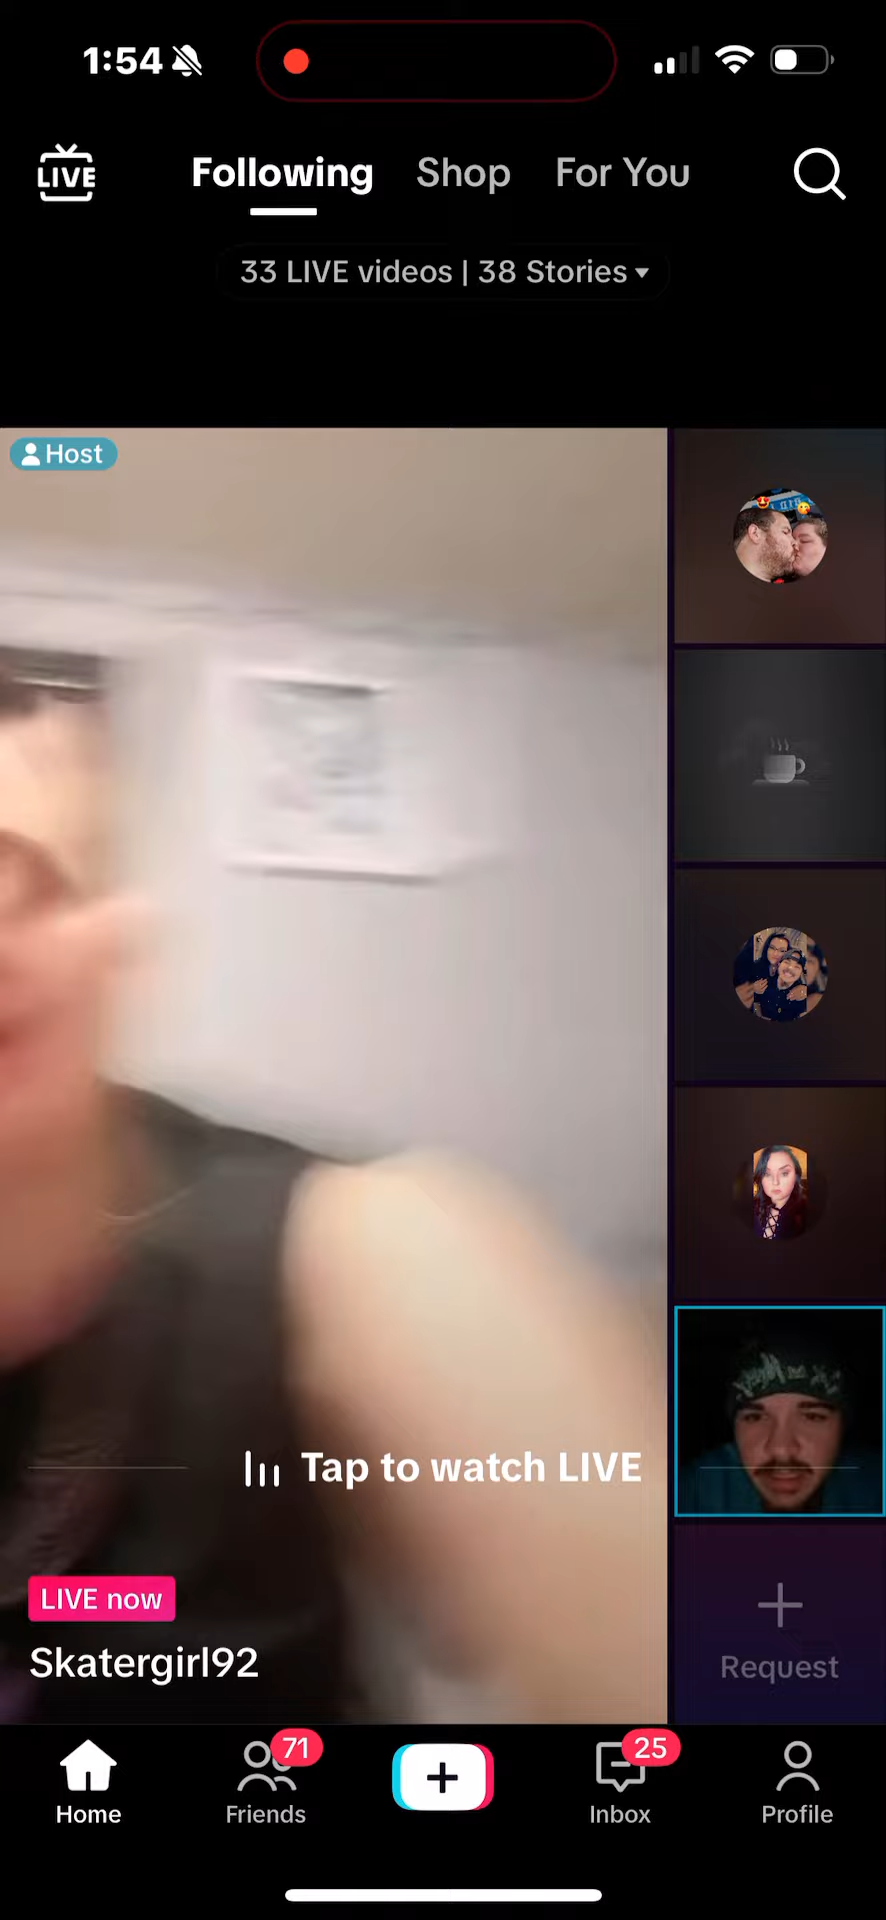 1:54
LIVE
Following
Shop
For You
33 LIVE videos | 38 Stories
Host
Tap to watch LIVE
LIVE now
Skatergirl92
Request
71
25
Home
Friends
Inbox
Profile